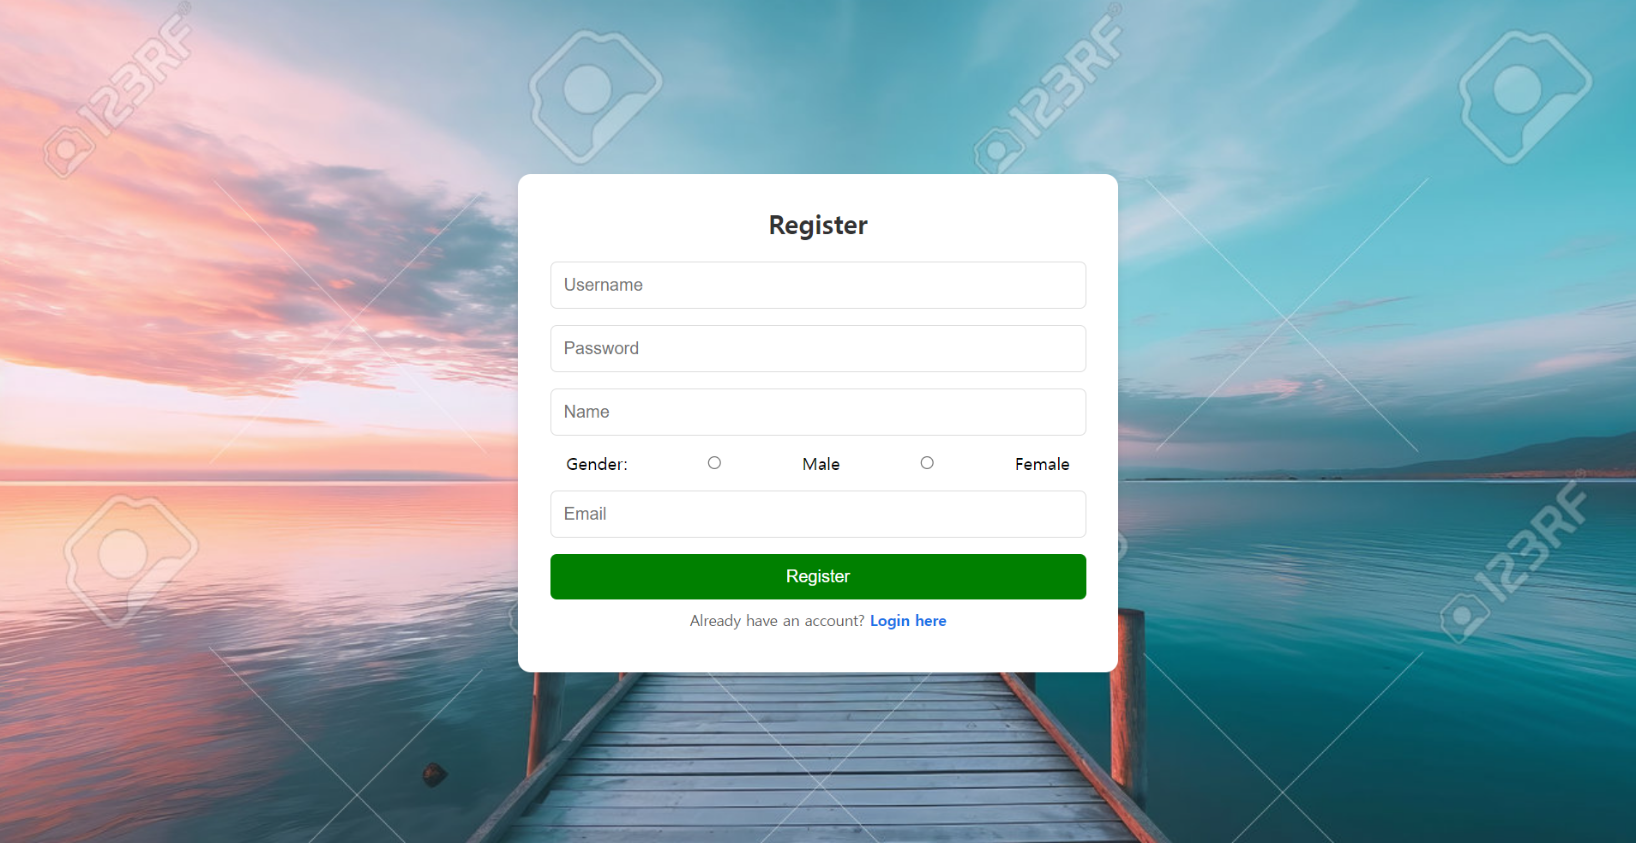 123RF
123RF
Register
Username
Password
Name
Gender: Male Female
Email
Register
Already have an account? Login here
123RF